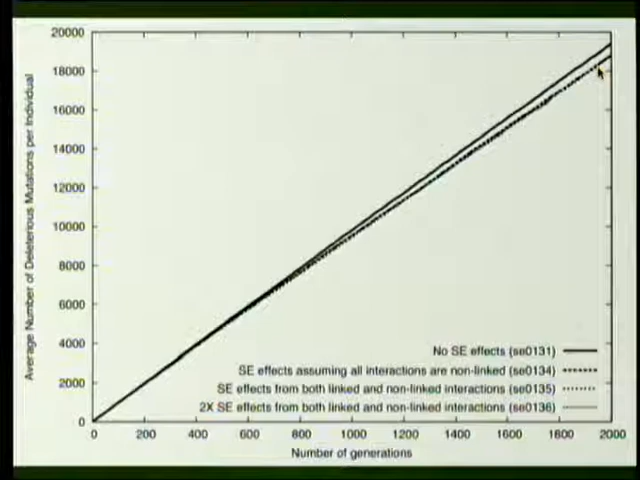 20000
18000
16000
14000
12000
10000
8000
6000
4000
2000
0
Average Number of Deleterious Mutations per Individual
No SE effects (se0131)
SE effects assuming all interactions are non-linked (se0134)
SE effects from both linked and non-linked interactions (se0135)
2X SE effects from both linked and non-linked interactions (se0136)
0 200 400 600 800 1000 1200 1400 1600 1800 2000
Number of generations